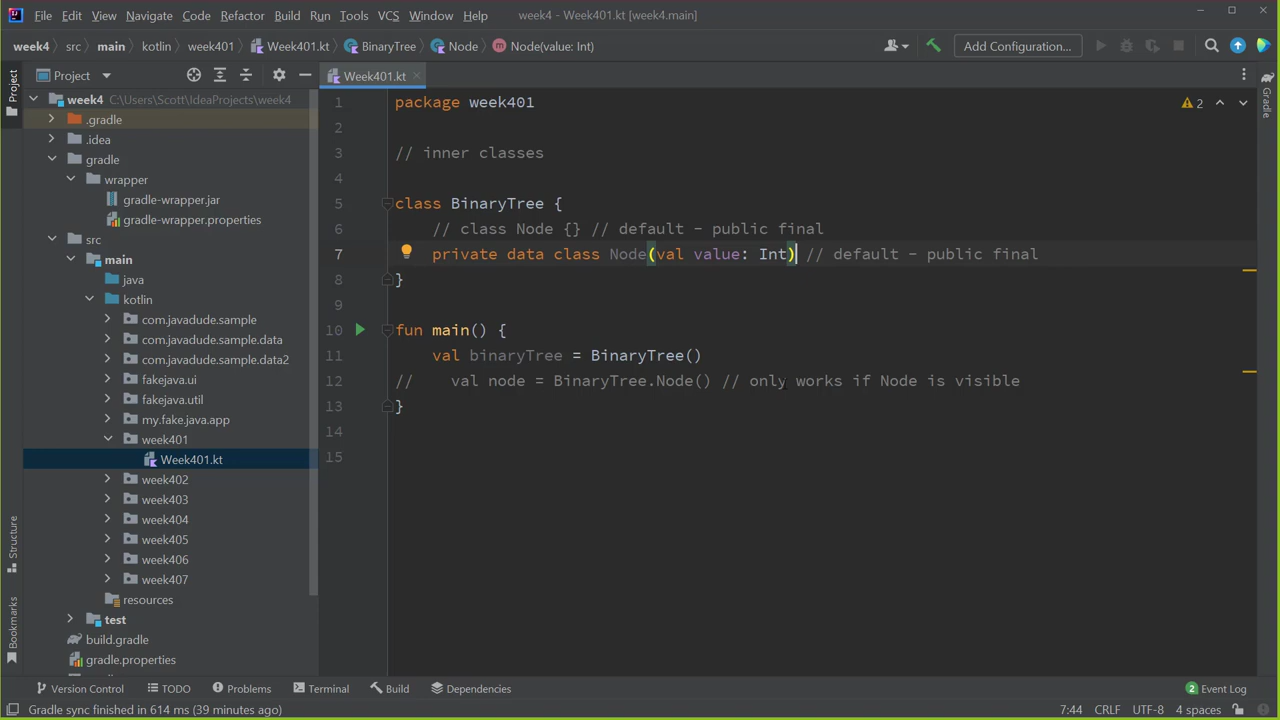 File Edit View Navigate Code Refactor Build Run Tools VCS Window Help week4 - Week401.kt [week4.main]
week4 src main kotlin week401 Week401.kt BinaryTree Node Node(value: Int) Add Configuration...
Project
Project
Week401.kt
Gradle
week4 C:\Users\Scott\IdeaProjects\week4
.gradle
.idea
gradle
wrapper
gradle-wrapper.jar
gradle-wrapper.properties
src
main
java
kotlin
com.javadude.sample
com.javadude.sample.data
com.javadude.sample.data2
fakejava.ui
fakejava.util
my.fake.java.app
week401
Week401.kt
week402
week403
week404
week405
week406
week407
resources
test
build.gradle
gradle.properties
Structure
Bookmarks
1 package week401
2
2
3 // inner classes
4
5 class BinaryTree {
6 // class Node {} // default - public final
7 private data class Node(val value: Int) // default - public final
8 }
9
10 fun main() {
11 val binaryTree = BinaryTree()
12 // val node = BinaryTree.Node() // only works if Node is visible
13 }
14
15
Version Control TODO Problems Terminal Build Dependencies 2 Event Log
Gradle sync finished in 614 ms (39 minutes ago) 7:44 CRLF UTF-8 4 spaces